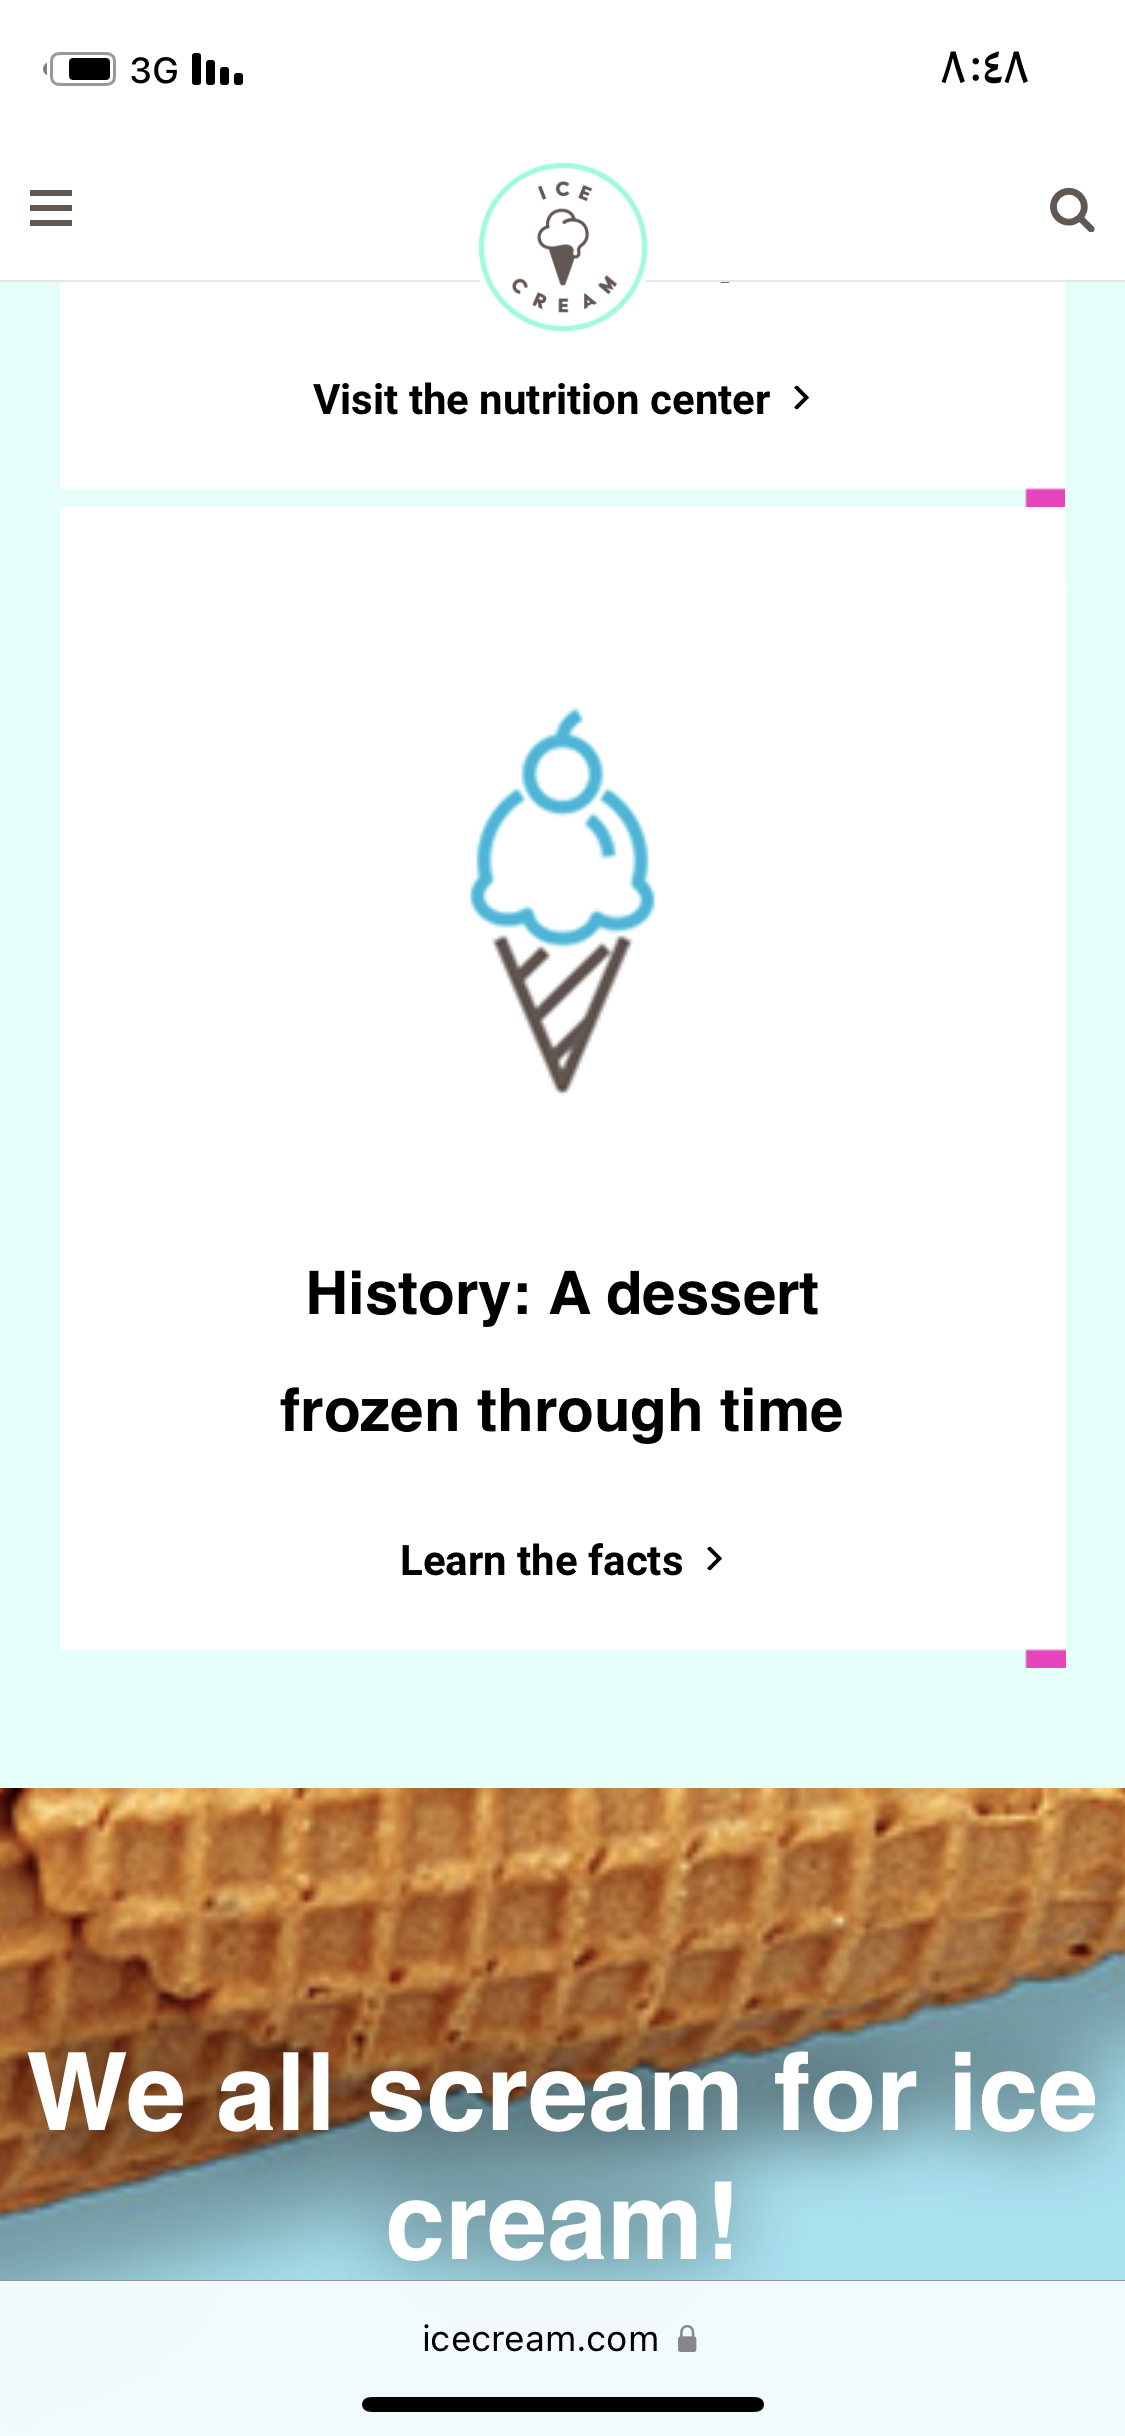 3G ٨:٤٨
ICE
CREAM
Visit the nutrition center
History: A dessert
frozen through time
Learn the facts
We all scream for ice
cream!
icecream.com